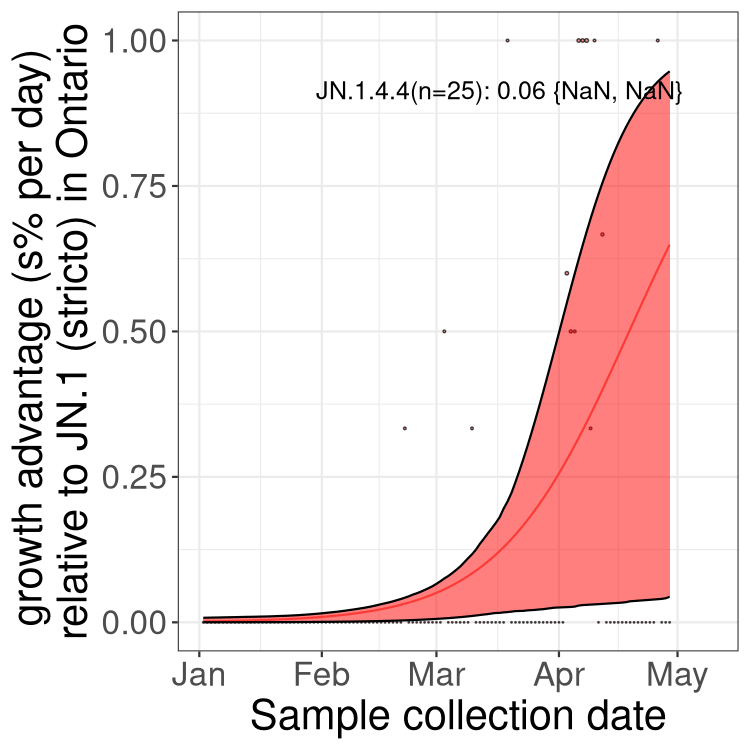 growth advantage (s% per day)
relative to JN.1 (stricto) in Ontario
1.00
0.75
0.50
0.25
0.00
JN.1.4.4(n=25): 0.06 {NaN, NaN}
Jan Feb Mar Apr May
Sample collection date